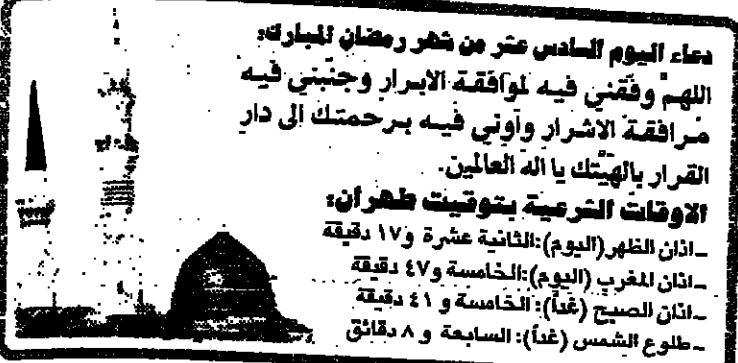 دعاء اليوم السادس عشر من شهر رمضان المبارك:
اللهمّ وفّقني فيه لموافقة الابرار وجنّبني فيه
مرافقة الاشرار وآوني فيه برحمتك الى دار
القرار بالهيّتك يا اله العالمين.
الاوقات الشرعية بتوقيت طهران:
ـ اذان الظهر (اليوم): الثانية عشرة و١٧ دقيقة
ـ اذان المغرب (اليوم): الخامسة و٤٧ دقيقة
ـ اذان الصبح (غداً): الخامسة و ٤١ دقيقة
ـ طلوع الشمس (غداً): السابعة و ٨ دقائق